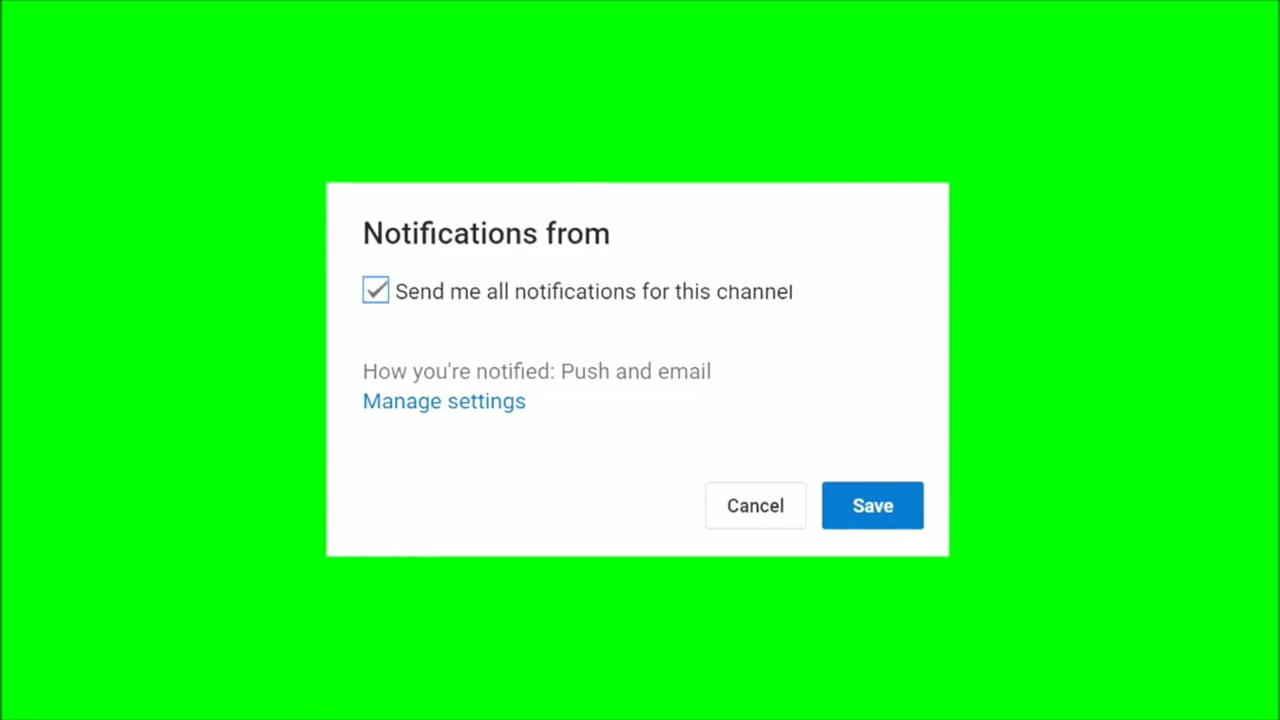 Notifications from
Send me all notifications for this channel
How you're notified: Push and email
Manage settings
Cancel Save